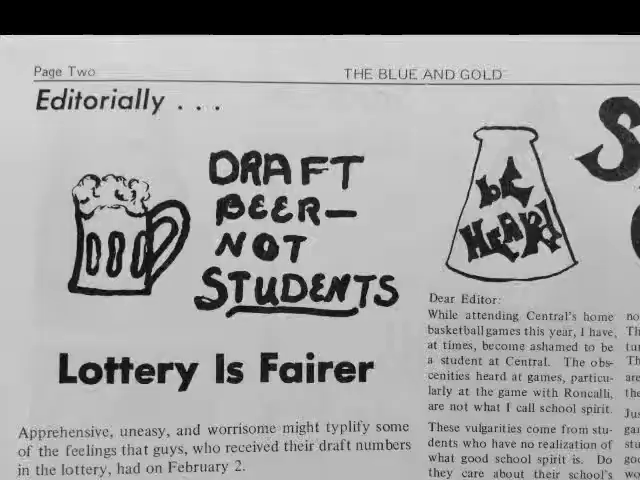 Page Two
THE BLUE AND GOLD
Editorially . . .
DRAFT
BEER—
NOT
STUDENTS
Lottery Is Fairer
Apprehensive, uneasy, and worrisome might typlify some
of the feelings that guys, who received their draft numbers
in the lottery, had on February 2.
bE
HEARd!
Dear Editor:
While attending Central's home
basketball games this year, I have,
at times, become ashamed to be
a student at Central. The obs-
cenities heard at games, particu-
larly at the game with Roncalli,
are not what I call school spirit.
These vulgarities come from stu-
dents who have no realization of
what good school spirit is. Do
they care about their school's